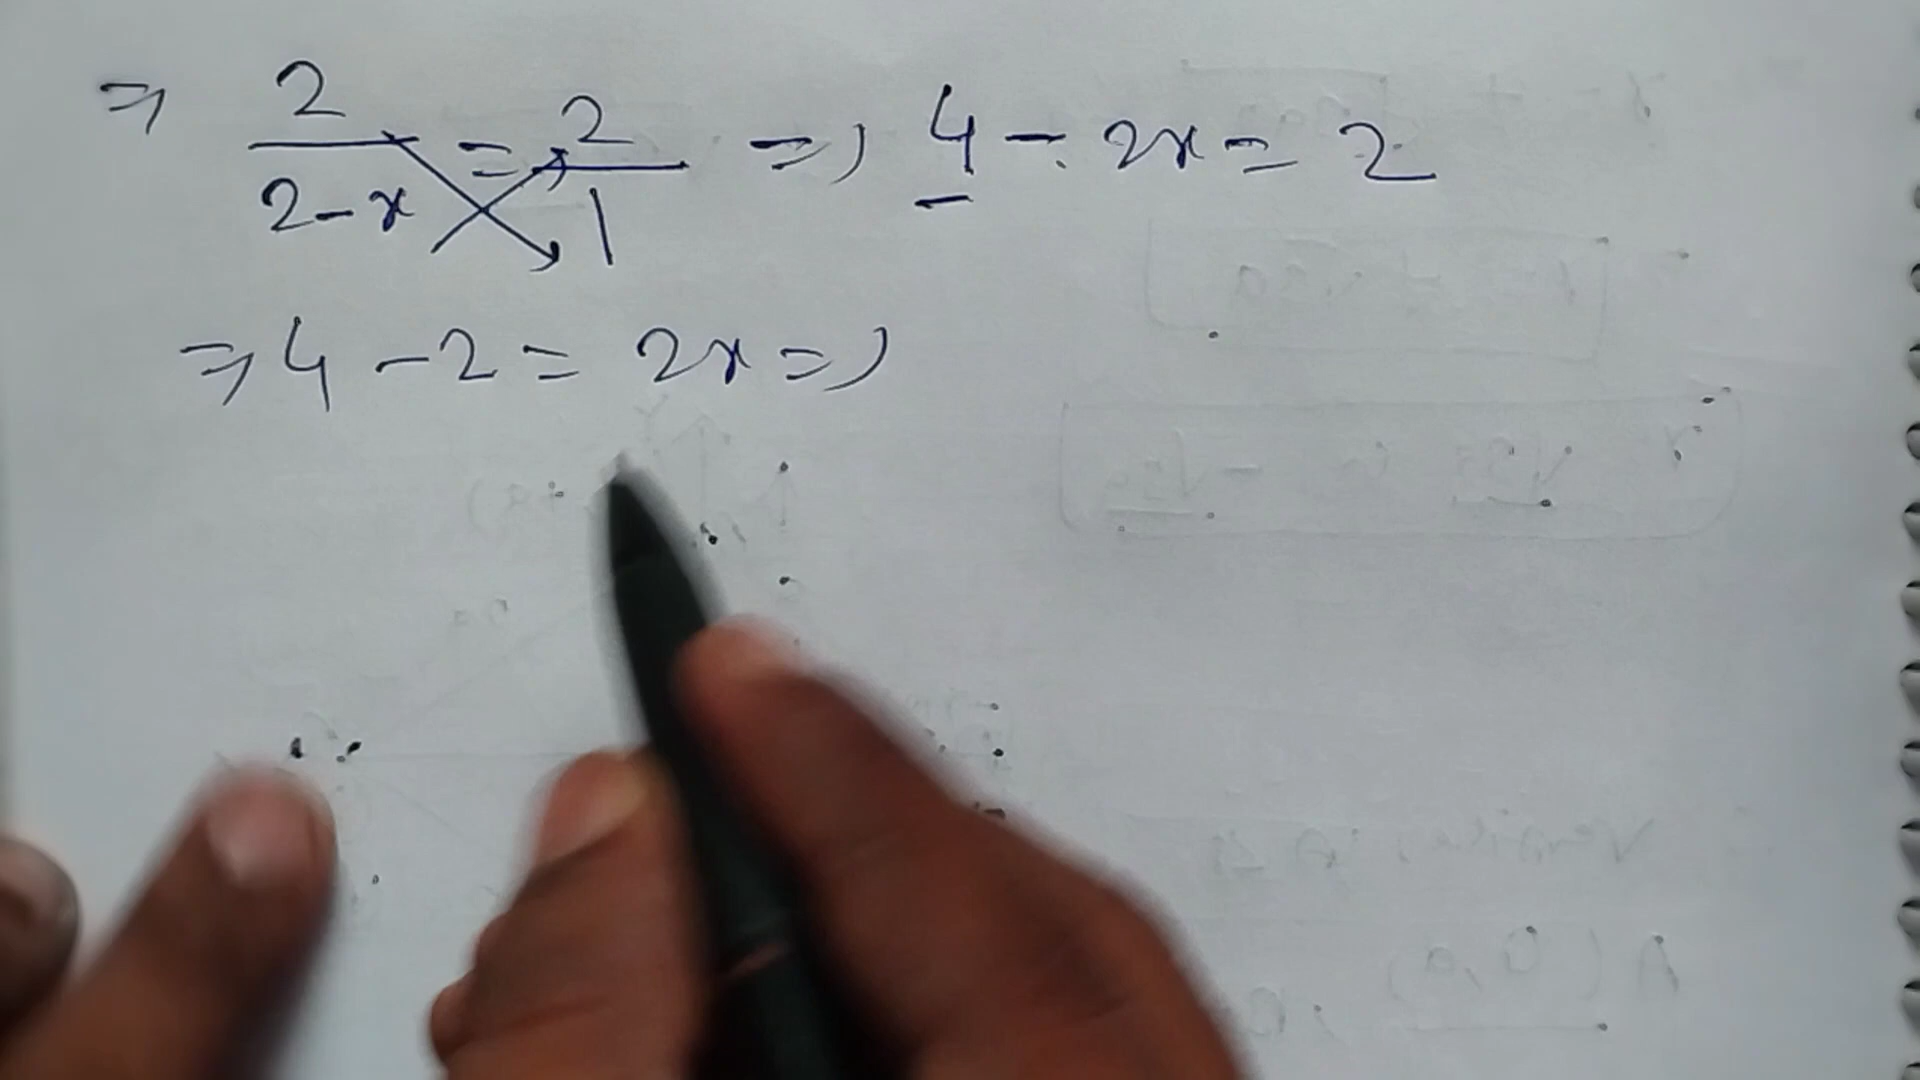 ⇒ 2/(2-x) = 2/1 ⇒ 4 - 2x = 2
⇒ 4 - 2 = 2x ⇒